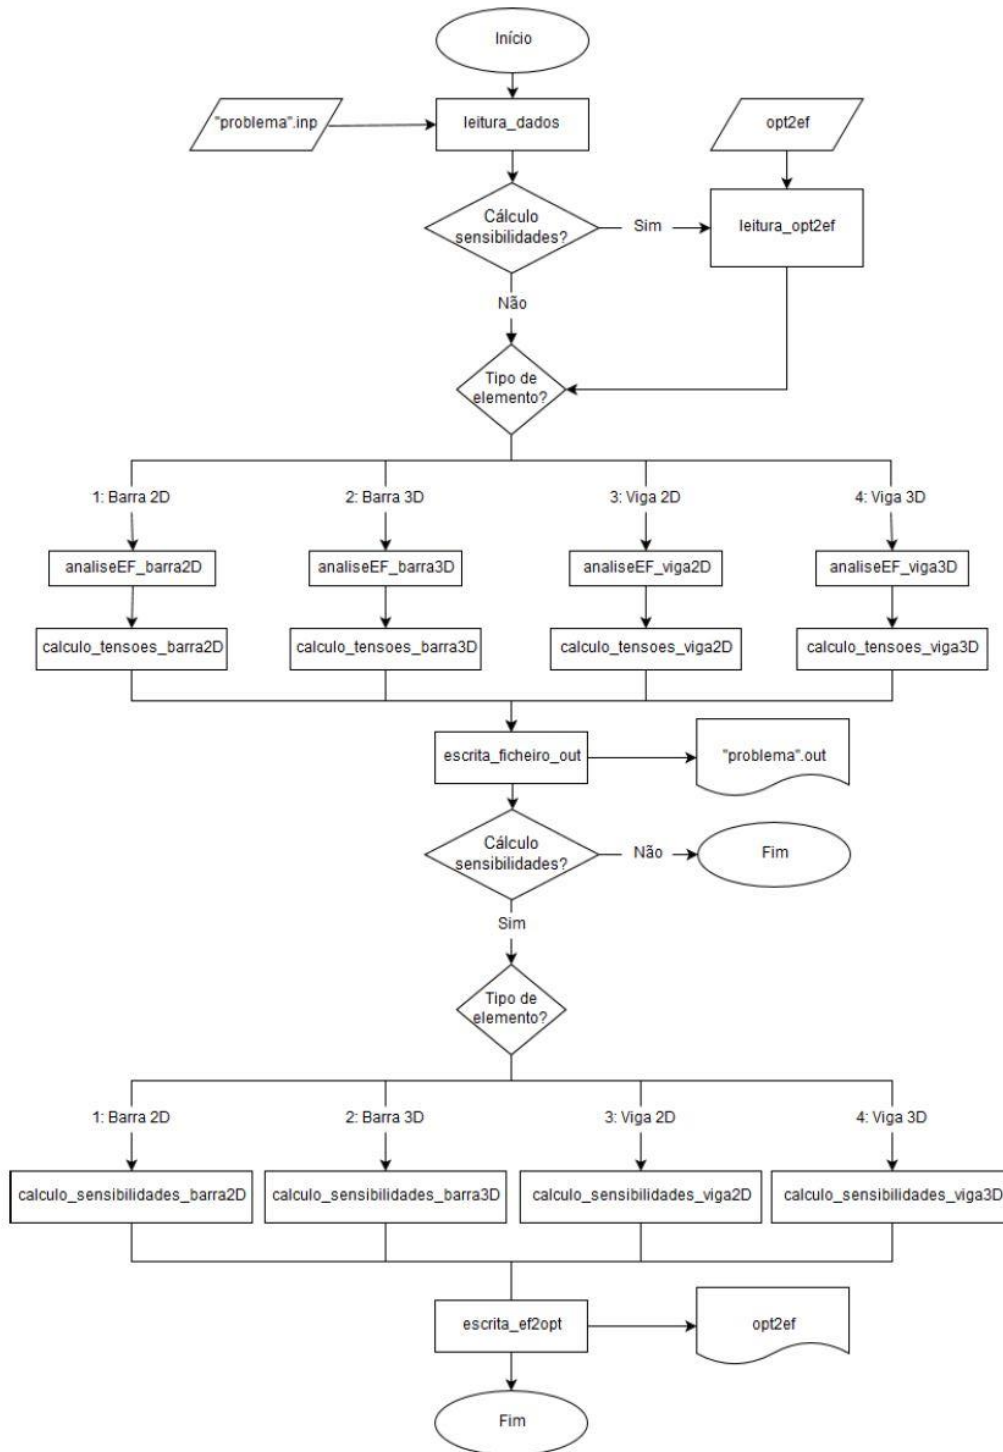 Início
"problema".inp
leitura_dados
opt2ef
Cálculo
sensibilidades?
Sim
leitura_opt2ef
Não
Tipo de
elemento?
1: Barra 2D
2: Barra 3D
3: Viga 2D
4: Viga 3D
analiseEF_barra2D
analiseEF_barra3D
analiseEF_viga2D
analiseEF_viga3D
calculo_tensoes_barra2D
calculo_tensoes_barra3D
calculo_tensoes_viga2D
calculo_tensoes_viga3D
escrita_ficheiro_out
"problema".out
Cálculo
sensibilidades?
Não
Fim
Sim
Tipo de
elemento?
1: Barra 2D
2: Barra 3D
3: Viga 2D
4: Viga 3D
calculo_sensibilidades_barra2D
calculo_sensibilidades_barra3D
calculo_sensibilidades_viga2D
calculo_sensibilidades_viga3D
escrita_ef2opt
opt2ef
Fim